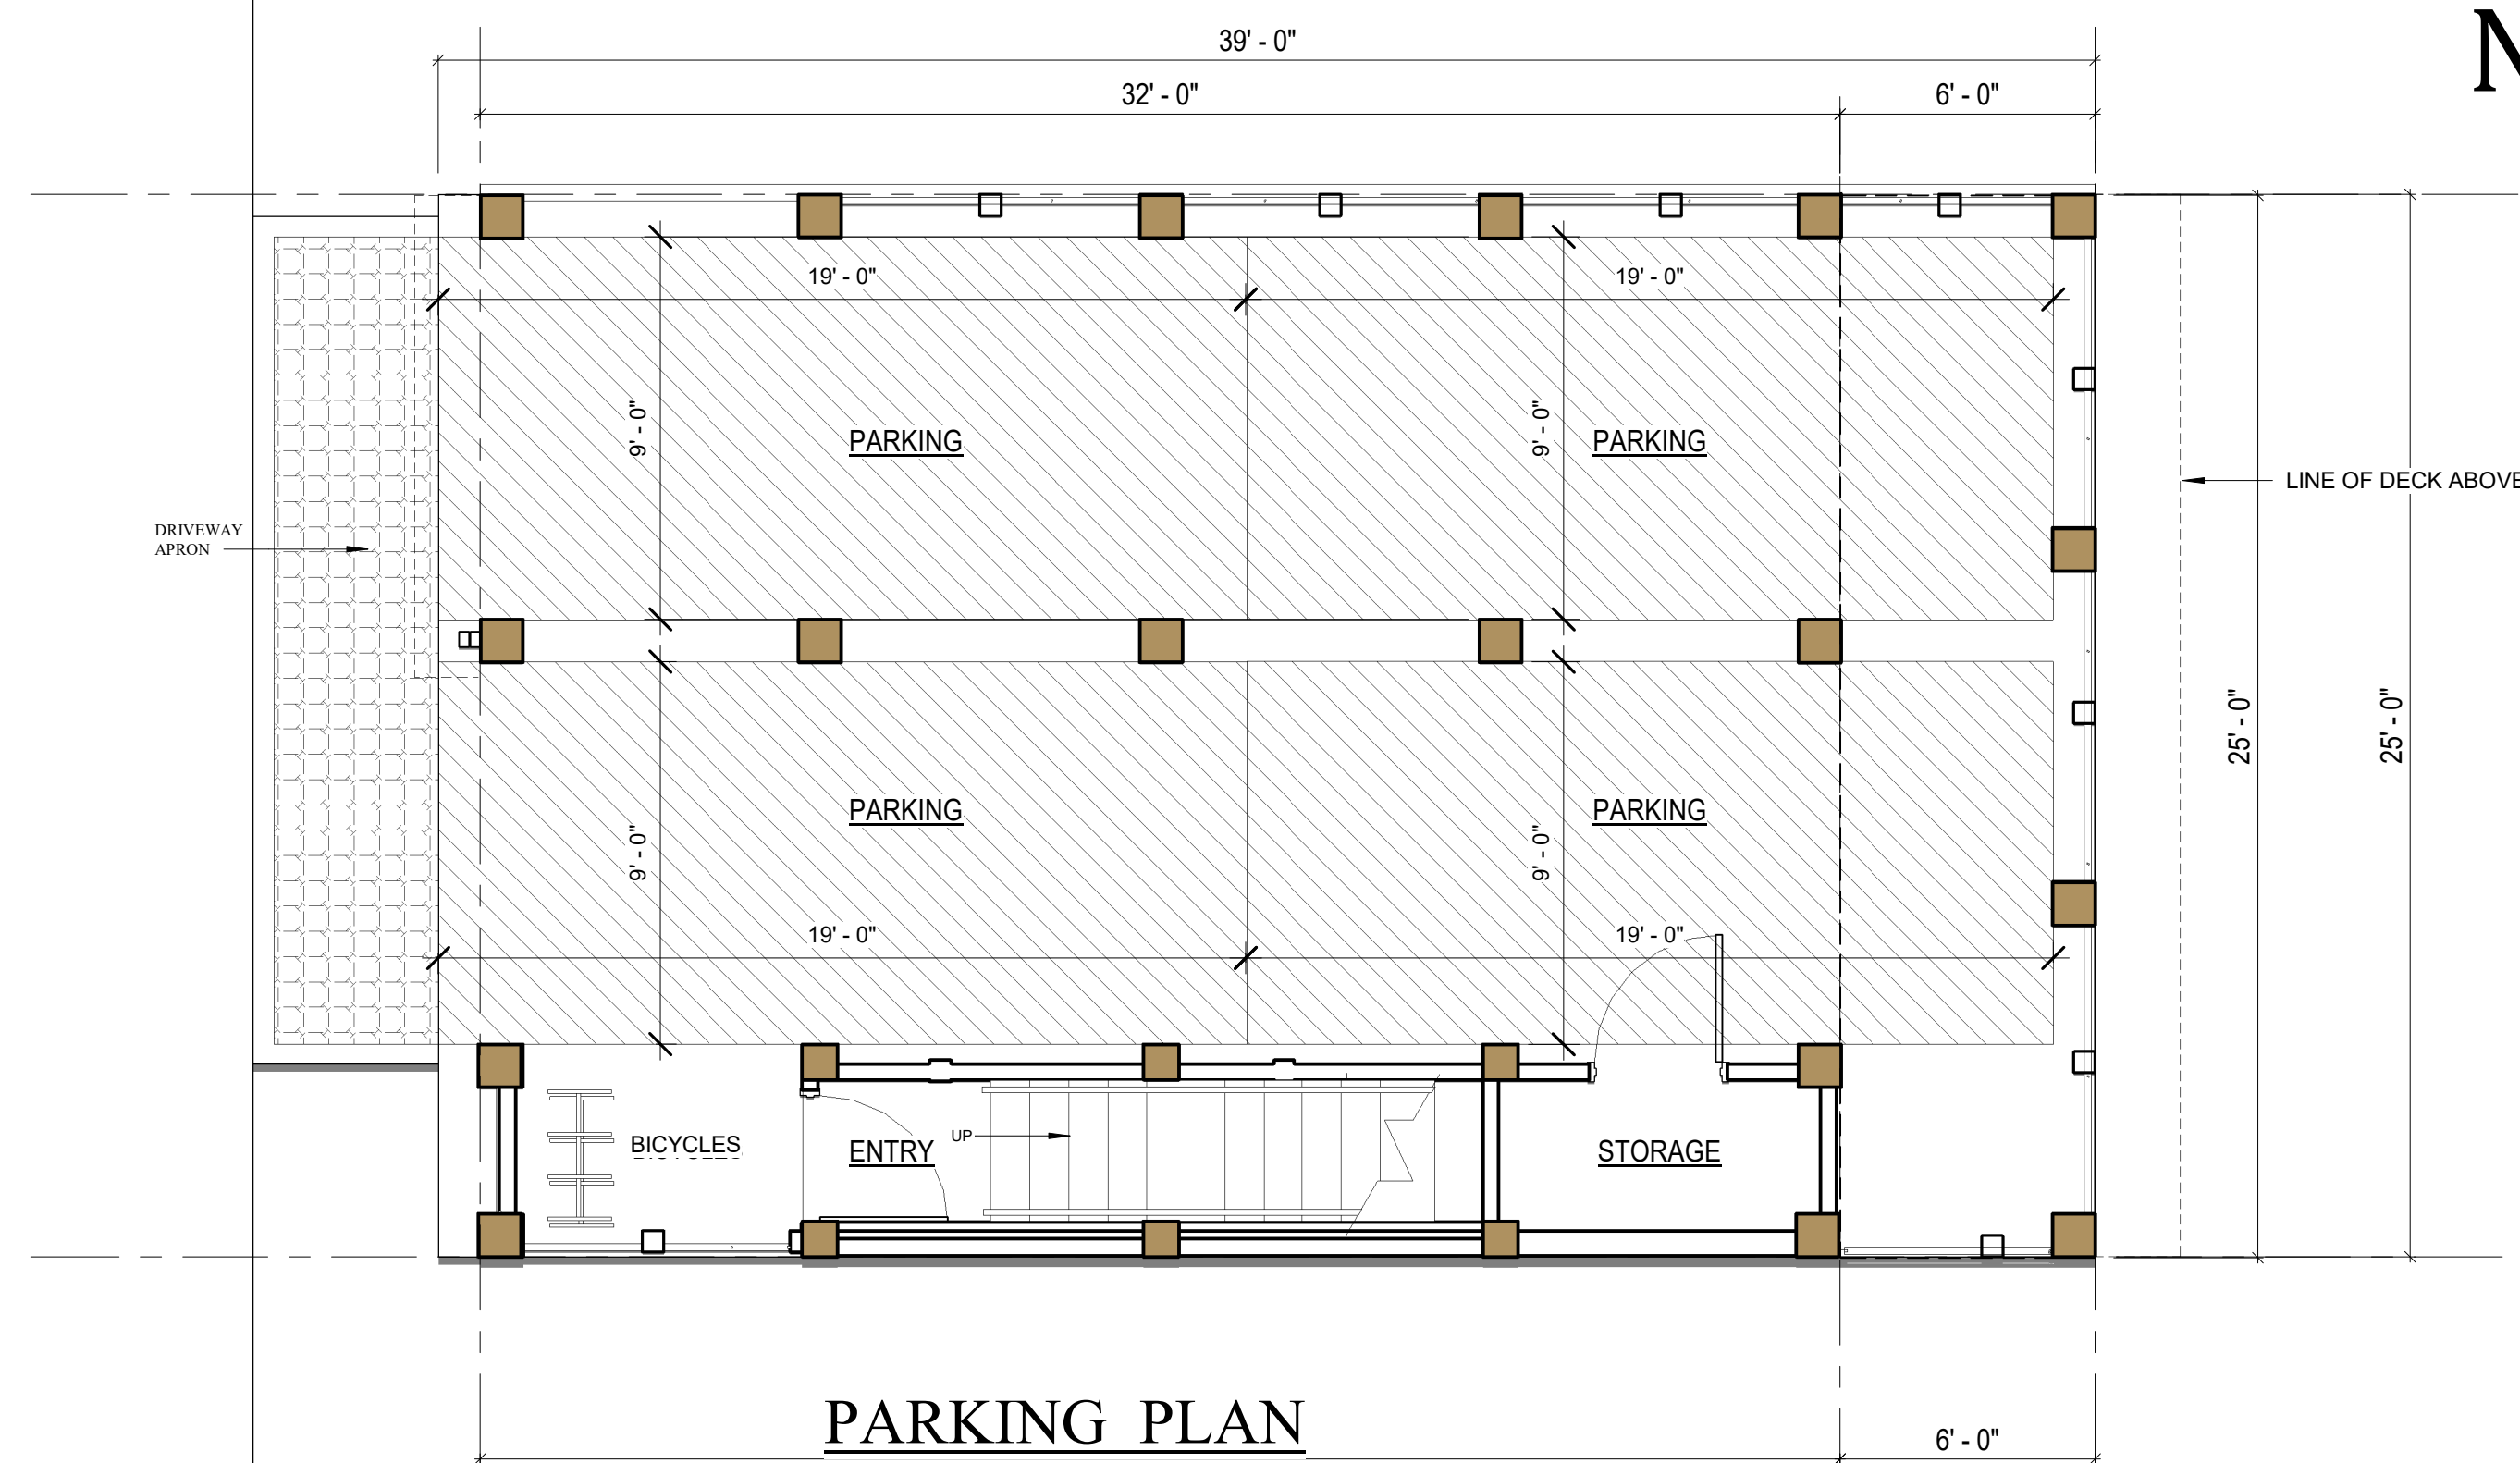 N
39' - 0"
32' - 0"
6' - 0"
19' - 0"
19' - 0"
9' - 0"
PARKING
9' - 0"
PARKING
LINE OF DECK ABOVE
DRIVEWAY
APRON
25' - 0"
25' - 0"
9' - 0"
PARKING
9' - 0"
PARKING
19' - 0"
19' - 0"
BICYCLES
ENTRY
UP
STORAGE
PARKING PLAN
6' - 0"